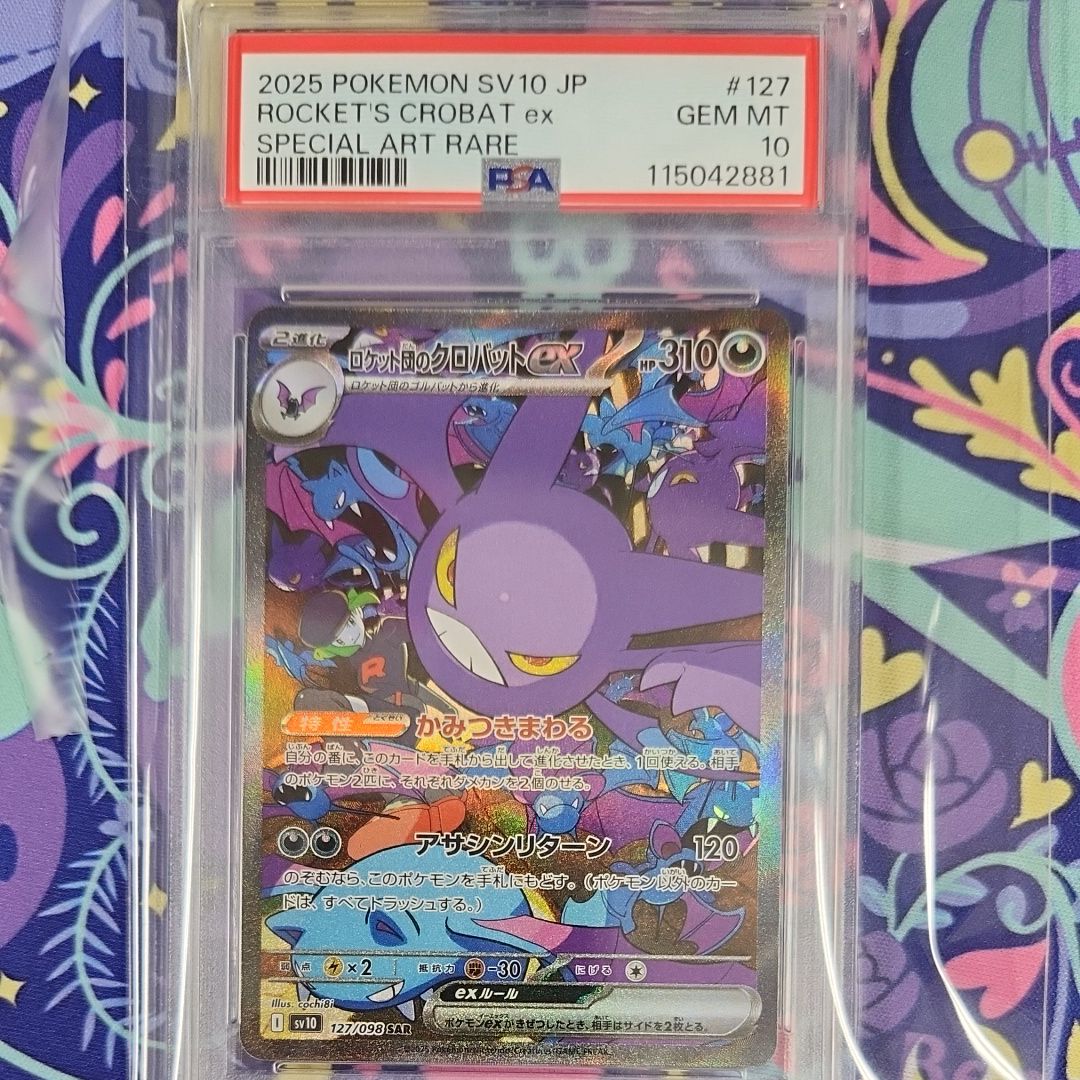 2025 POKEMON SV10 JP #127
ROCKET'S CROBAT ex GEM MT
SPECIAL ART RARE 10
PSA 115042881
2進化
ロケット団のクロバットex HP310
ロケット団のゴルバットから進化
R
特性 とくせい かみつきまわる
自分の番に、このカードを手札から出して進化させたとき、1回使える。相手
のポケモン2匹に、それぞれダメカンを2個のせる。
アサシンリターン 120
のぞむなら、このポケモンを手札にもどす。(ポケモン以外のカー
ドは、すべてトラッシュする。)
弱点 ×2 抵抗力 -30 にげる
exルール
ポケモンexがきぜつしたとき、相手はサイドを2枚とる。
Illus. cochi8i
I sv10 127/098 SAR